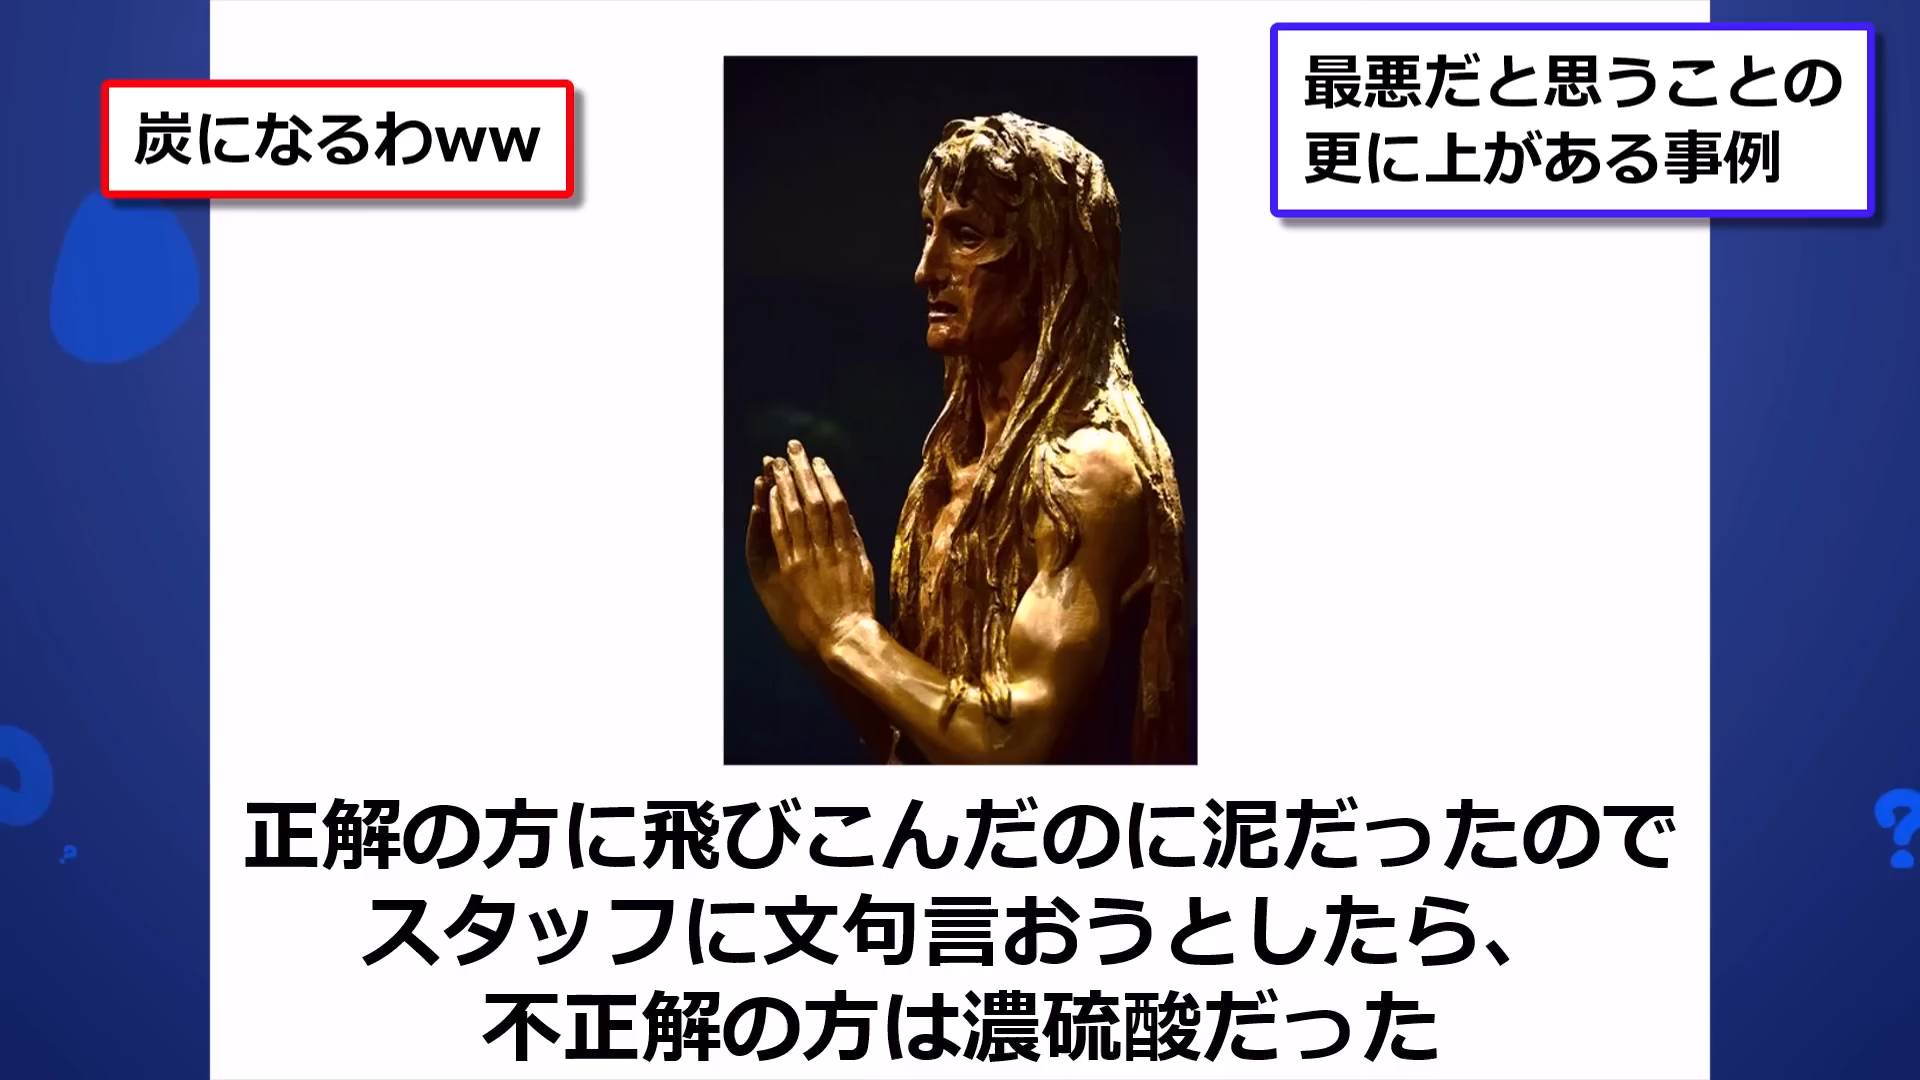 炭になるわww
最悪だと思うことの
更に上がある事例
正解の方に飛びこんだのに泥だったので
スタッフに文句言おうとしたら、
不正解の方は濃硫酸だった